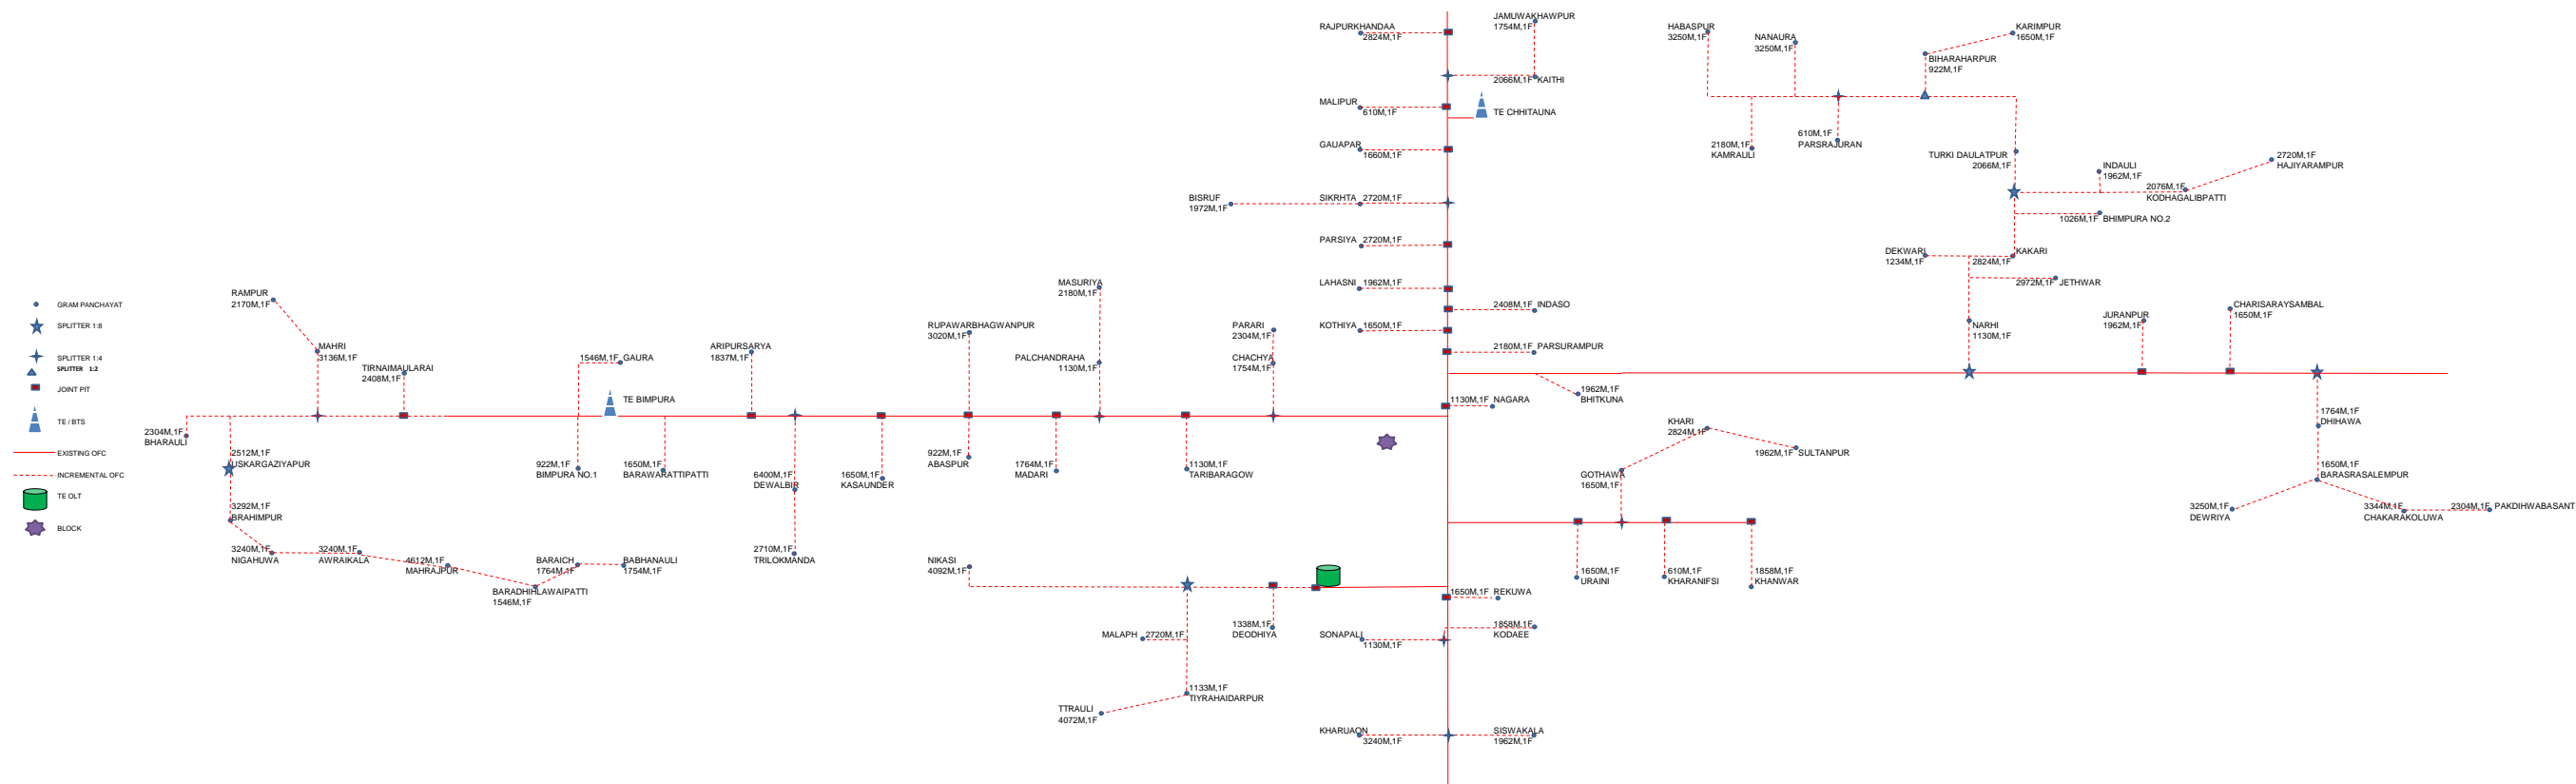 GRAM PANCHAYAT
SPLITTER 1:8
SPLITTER 1:4
SPLITTER 1:2
JOINT PIT
TE / BTS
EXISTING OFC
INCREMENTAL OFC
TE OLT
BLOCK
RAMPUR
2170M,1F
MAHRI
3136M,1F
TIRNAIMAULARAI
2408M,1F
2304M,1F
BHARAULI
2512M,1F
USKARGAZIYAPUR
3292M,1F
BRAHIMPUR
3240M,1F
NIGAHUWA
3240M,1F
AWRAIKALA
4612M,1F
MAHRAJPUR
BARADHIHLAWAIPATTI
1546M,1F
BARAICH
1764M,1F
BABHANAULI
1754M,1F
1546M,1F GAURA
TE BIMPURA
922M,1F
BIMPURA NO.1
1650M,1F
BARAWARATTIPATTI
ARIPURSARYA
1837M,1F
6400M,1F
DEWALBIR
2710M,1F
TRILOKMANDA
1650M,1F
KASAUNDER
RUPAWARBHAGWANPUR
3020M,1F
922M,1F
ABASPUR
MASURIYA
2180M,1F
PALCHANDRAHA
1130M,1F
1764M,1F
MADARI
PARARI
2304M,1F
CHACHYA
1754M,1F
1130M,1F
TARIBARAGOW
NIKASI
4092M,1F
MALAPH 2720M,1F
1338M,1F
DEODHIYA
1133M,1F
TIYRAHAIDARPUR
TTRAULI
4072M,1F
RAJPURKHANDAA
2824M,1F
JAMUWAKHAWPUR
1754M,1F
2066M,1F KAITHI
MALIPUR
610M,1F
TE CHHITAUNA
GAUAPAR
1660M,1F
BISRUF
1972M,1F
SIKRHTA 2720M,1F
PARSIYA 2720M,1F
LAHASNI 1962M,1F
2408M,1F INDASO
KOTHIYA 1650M,1F
2180M,1F PARSURAMPUR
1962M,1F
BHITKUNA
1130M,1F NAGARA
KHARI
2824M,1F
1962M,1F SULTANPUR
GOTHAWA
1650M,1F
1650M,1F
URAINI
610M,1F
KHARANIFSI
1858M,1F
KHANWAR
1650M,1F REKUWA
1858M,1F
KODAEE
SONAPALI
1130M,1F
KHARUAON
3240M,1F
SISWAKALA
1962M,1F
HABASPUR
3250M,1F
NANAURA
3250M,1F
KARIMPUR
1650M,1F
BIHARAHARPUR
922M,1F
2180M,1F
KAMRAULI
610M,1F
PARSRAJURAN
TURKI DAULATPUR
2066M,1F
INDAULI
1962M,1F
2720M,1F
HAJIYARAMPUR
2076M,1F
KODHAGALIBPATTI
1026M,1F BHIMPURA NO.2
DEKWARI
1234M,1F
KAKARI
2824M,1F
2972M,1F JETHWAR
NARHI
1130M,1F
JURANPUR
1962M,1F
CHARISARAYSAMBAL
1650M,1F
1764M,1F
DHIHAWA
1650M,1F
BARASRASALEMPUR
3250M,1F
DEWRIYA
3344M,1F
CHAKARAKOLUWA
2304M,1F PAKDIHWABASANT